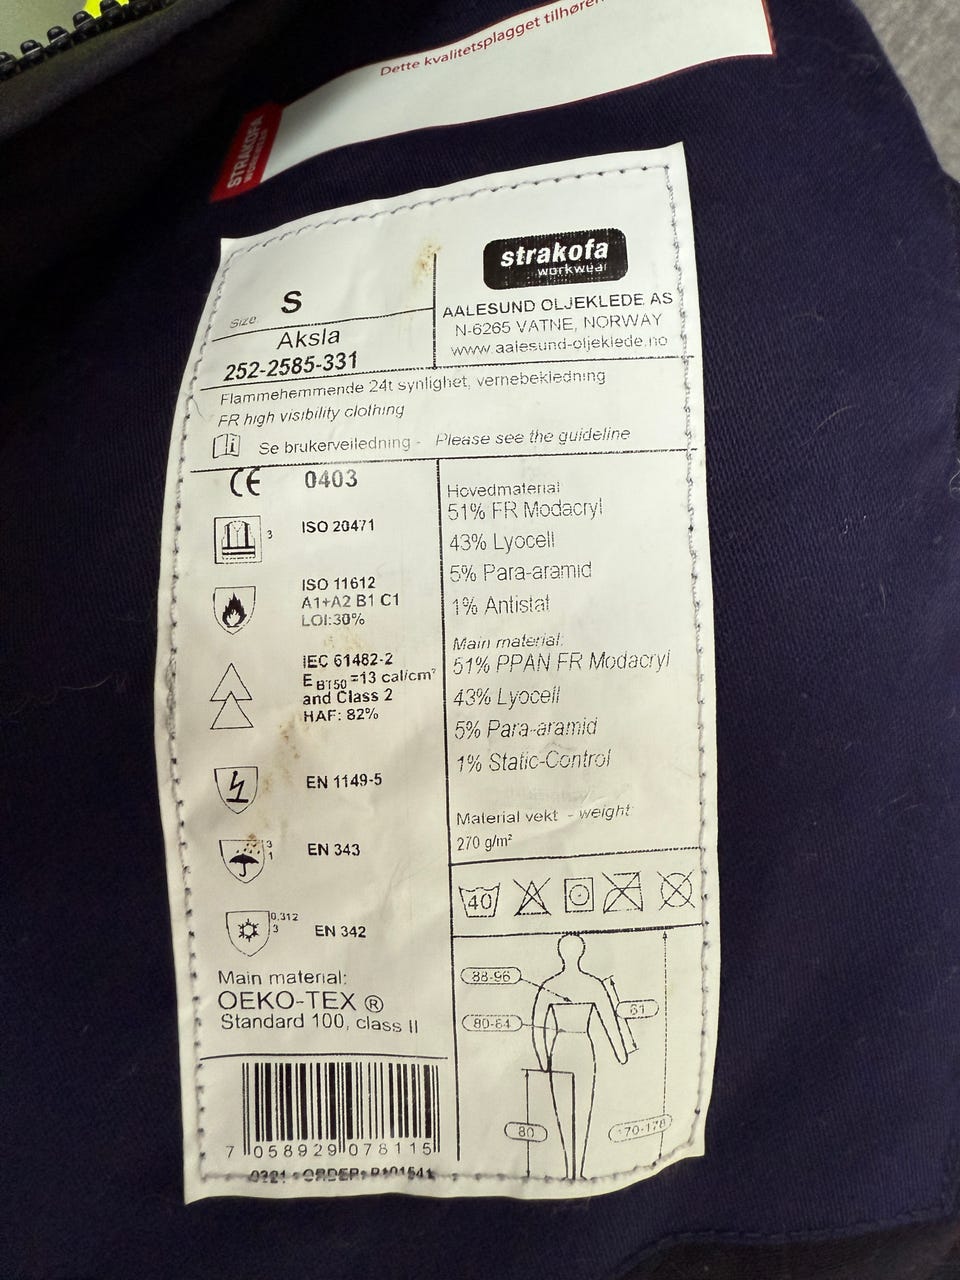 Dette kvalitetsplagget tilhører
STRAKOFA
WORKWEAR
strakofa
workwear
Size S
AALESUND OLJEKLEDE AS
N-6265 VATNE, NORWAY
www.aalesund-oljeklede.no
Aksla
252-2585-331
Flammehemmende 24t synlighet, vernebekledning
FR high visibility clothing
Se brukerveiledning - Please see the guideline
CE 0403
3 ISO 20471
ISO 11612
A1+A2 B1 C1
LOI:30%
IEC 61482-2
E BT50 =13 cal/cm²
and Class 2
HAF: 82%
EN 1149-5
3
1 EN 343
0,312
3 EN 342
Main material:
OEKO-TEX ®
Standard 100, class II
7 058929 078115
0321 - ORDER:
Hovedmaterial
51% FR Modacryl
43% Lyocell
5% Para-aramid
1% Antistat
Main material:
51% PPAN FR Modacryl
43% Lyocell
5% Para-aramid
1% Static-Control
Material vekt - weight:
270 g/m²
40
88-96
61
80-84
80
170-178